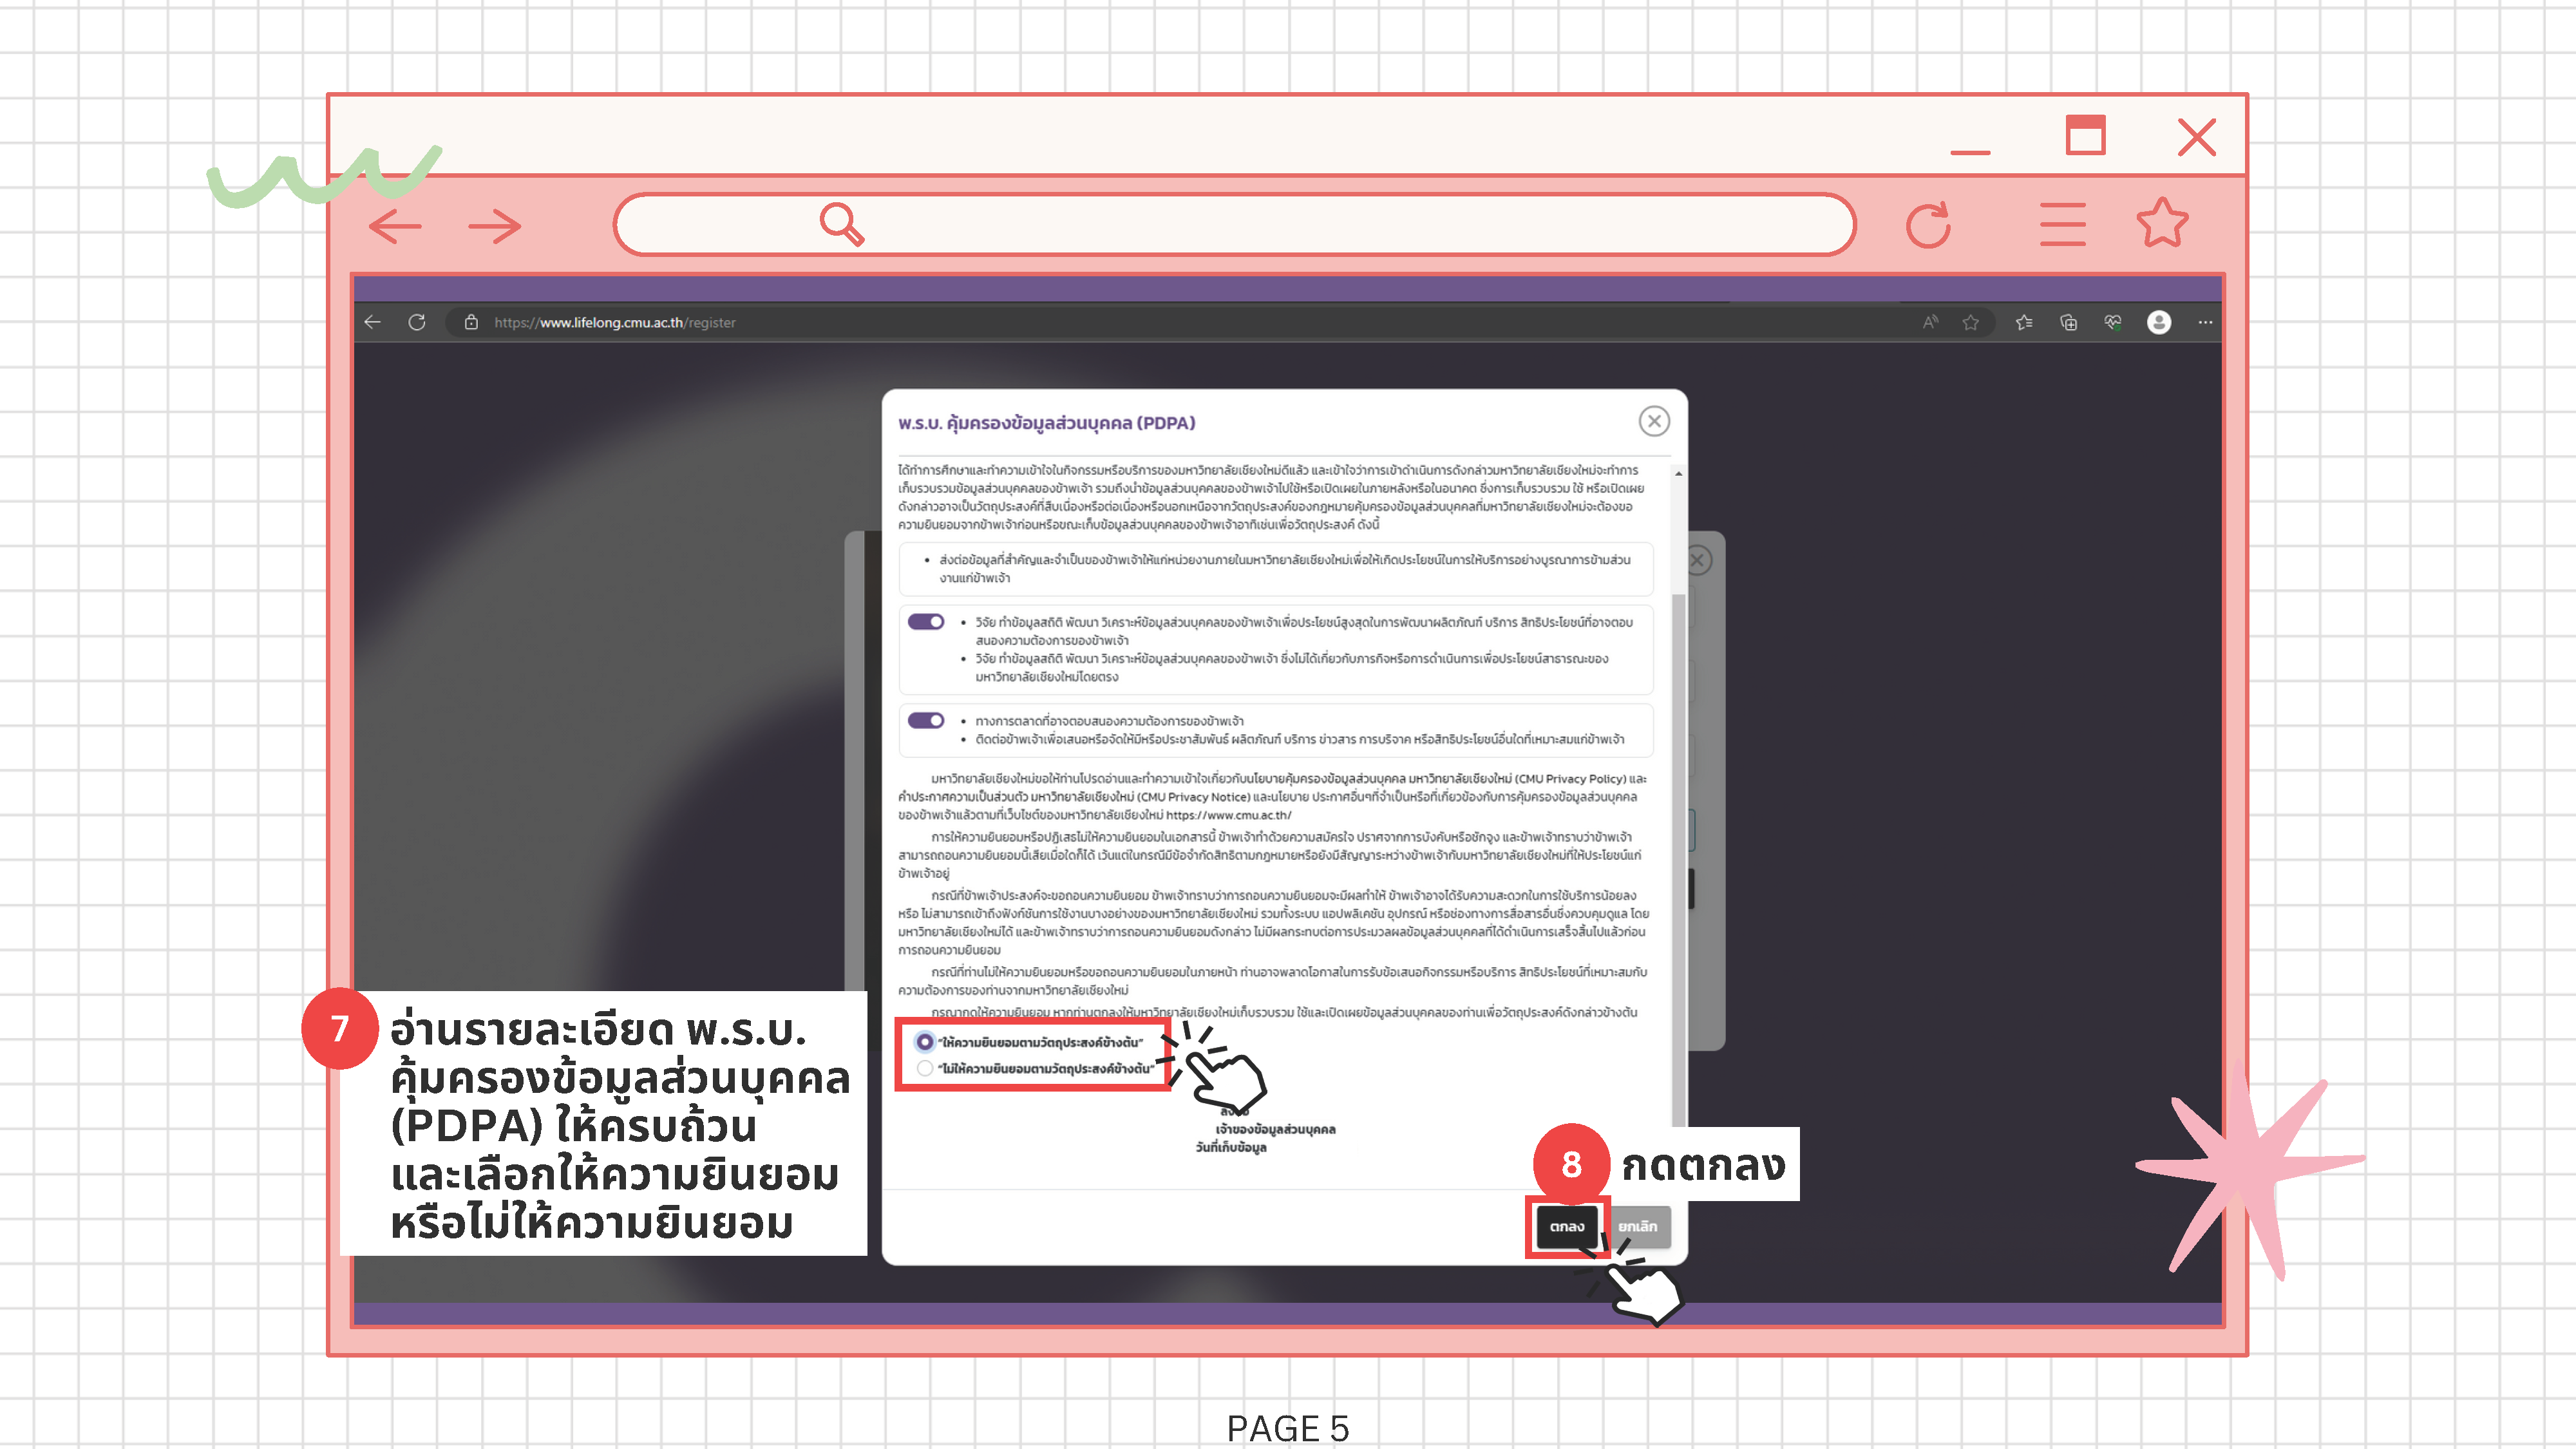 https://www.lifelong.cmu.ac.th/register
พ.ร.บ. คุ้มครองข้อมูลส่วนบุคคล (PDPA)
ได้ทำการศึกษาและทำความเข้าใจในกิจกรรมหรือบริการของมหาวิทยาลัยเชียงใหม่ดีแล้ว และเข้าใจว่าการเข้าดำเนินการดังกล่าวมหาวิทยาลัยเชียงใหม่จะทำการ
เก็บรวบรวมข้อมูลส่วนบุคคลของข้าพเจ้า รวมถึงนำข้อมูลส่วนบุคคลของข้าพเจ้าไปใช้หรือเปิดเผยในภายหลังหรือในอนาคต ซึ่งการเก็บรวบรวม ใช้ หรือเปิดเผย
ดังกล่าวอาจเป็นวัตถุประสงค์ที่สืบเนื่องหรือต่อเนื่องหรือนอกเหนือจากวัตถุประสงค์ของกฎหมายคุ้มครองข้อมูลส่วนบุคคลที่มหาวิทยาลัยเชียงใหม่จะต้องขอ
ความยินยอมจากข้าพเจ้าก่อนหรือขณะเก็บข้อมูลส่วนบุคคลของข้าพเจ้าอาทิเช่นเพื่อวัตถุประสงค์ ดังนี้
• ส่งต่อข้อมูลที่สำคัญและจำเป็นของข้าพเจ้าให้แก่หน่วยงานภายในมหาวิทยาลัยเชียงใหม่เพื่อให้เกิดประโยชน์ในการให้บริการอย่างบูรณาการข้ามส่วน
งานแก่ข้าพเจ้า
• วิจัย ทำข้อมูลสถิติ พัฒนา วิเคราะห์ข้อมูลส่วนบุคคลของข้าพเจ้าเพื่อประโยชน์สูงสุดในการพัฒนาผลิตภัณฑ์ บริการ สิทธิประโยชน์ที่อาจตอบ
สนองความต้องการของข้าพเจ้า
• วิจัย ทำข้อมูลสถิติ พัฒนา วิเคราะห์ข้อมูลส่วนบุคคลของข้าพเจ้า ซึ่งไม่ได้เกี่ยวกับภารกิจหรือการดำเนินการเพื่อประโยชน์สาธารณะของ
มหาวิทยาลัยเชียงใหม่โดยตรง
• ทางการตลาดที่อาจตอบสนองความต้องการของข้าพเจ้า
• ติดต่อข้าพเจ้าเพื่อเสนอหรือจัดให้มีหรือประชาสัมพันธ์ ผลิตภัณฑ์ บริการ ข่าวสาร การบริจาค หรือสิทธิประโยชน์อื่นใดที่เหมาะสมแก่ข้าพเจ้า
มหาวิทยาลัยเชียงใหม่ขอให้ท่านโปรดอ่านและทำความเข้าใจเกี่ยวกับนโยบายคุ้มครองข้อมูลส่วนบุคคล มหาวิทยาลัยเชียงใหม่ (CMU Privacy Policy) และ
คำประกาศความเป็นส่วนตัว มหาวิทยาลัยเชียงใหม่ (CMU Privacy Notice) และนโยบาย ประกาศอื่นๆที่จำเป็นหรือที่เกี่ยวข้องกับการคุ้มครองข้อมูลส่วนบุคคล
ของข้าพเจ้าแล้วตามที่เว็บไซต์ของมหาวิทยาลัยเชียงใหม่ https://www.cmu.ac.th/
การให้ความยินยอมหรือปฏิเสธไม่ให้ความยินยอมในเอกสารนี้ ข้าพเจ้าทำด้วยความสมัครใจ ปราศจากการบังคับหรือชักจูง และข้าพเจ้าทราบว่าข้าพเจ้า
สามารถถอนความยินยอมนี้เสียเมื่อใดก็ได้ เว้นแต่ในกรณีมีข้อจำกัดสิทธิตามกฎหมายหรือยังมีสัญญาระหว่างข้าพเจ้ากับมหาวิทยาลัยเชียงใหม่ที่ให้ประโยชน์แก่
ข้าพเจ้าอยู่
กรณีที่ข้าพเจ้าประสงค์จะขอถอนความยินยอม ข้าพเจ้าทราบว่าการถอนความยินยอมจะมีผลทำให้ ข้าพเจ้าอาจได้รับความสะดวกในการใช้บริการน้อยลง
หรือ ไม่สามารถเข้าถึงฟังก์ชันการใช้งานบางอย่างของมหาวิทยาลัยเชียงใหม่ รวมทั้งระบบ แอปพลิเคชัน อุปกรณ์ หรือช่องทางการสื่อสารอื่นซึ่งควบคุมดูแล โดย
มหาวิทยาลัยเชียงใหม่ได้ และข้าพเจ้าทราบว่าการถอนความยินยอมดังกล่าว ไม่มีผลกระทบต่อการประมวลผลข้อมูลส่วนบุคคลที่ได้ดำเนินการเสร็จสิ้นไปแล้วก่อน
การถอนความยินยอม
กรณีที่ท่านไม่ให้ความยินยอมหรือขอถอนความยินยอมในภายหน้า ท่านอาจพลาดโอกาสในการรับข้อเสนอกิจกรรมหรือบริการ สิทธิประโยชน์ที่เหมาะสมกับ
ความต้องการของท่านจากมหาวิทยาลัยเชียงใหม่
กรุณากดให้ความยินยอม หากท่านตกลงให้มหาวิทยาลัยเชียงใหม่เก็บรวบรวม ใช้และเปิดเผยข้อมูลส่วนบุคคลของท่านเพื่อวัตถุประสงค์ดังกล่าวข้างต้น
"ให้ความยินยอมตามวัตถุประสงค์ข้างต้น"
"ไม่ให้ความยินยอมตามวัตถุประสงค์ข้างต้น"
เจ้าของข้อมูลส่วนบุคคล
วันที่เก็บข้อมูล
ตกลง ยกเลิก
7 อ่านรายละเอียด พ.ร.บ.
คุ้มครองข้อมูลส่วนบุคคล
(PDPA) ให้ครบถ้วน
และเลือกให้ความยินยอม
หรือไม่ให้ความยินยอม
8 กดตกลง
PAGE 5